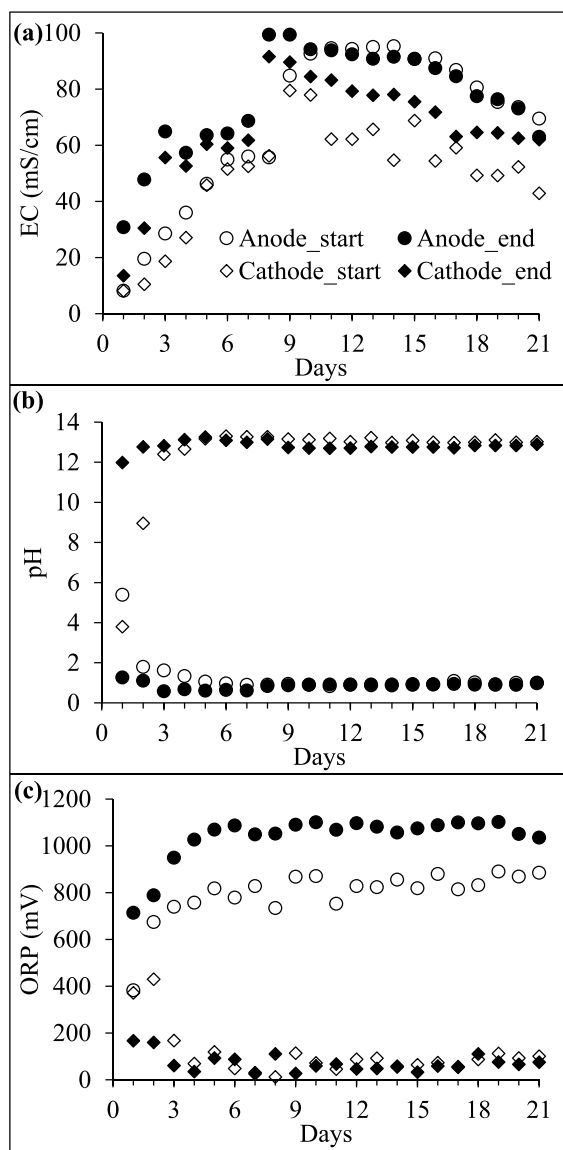 (a)
EC (mS/cm)
100
80
60
40
20
0
Anode_start
Anode_end
Cathode_start
Cathode_end
0 3 6 9 12 15 18 21
Days
(b)
pH
14
12
10
8
6
4
2
0
0 3 6 9 12 15 18 21
Days
(c)
ORP (mV)
1200
1000
800
600
400
200
0
0 3 6 9 12 15 18 21
Days